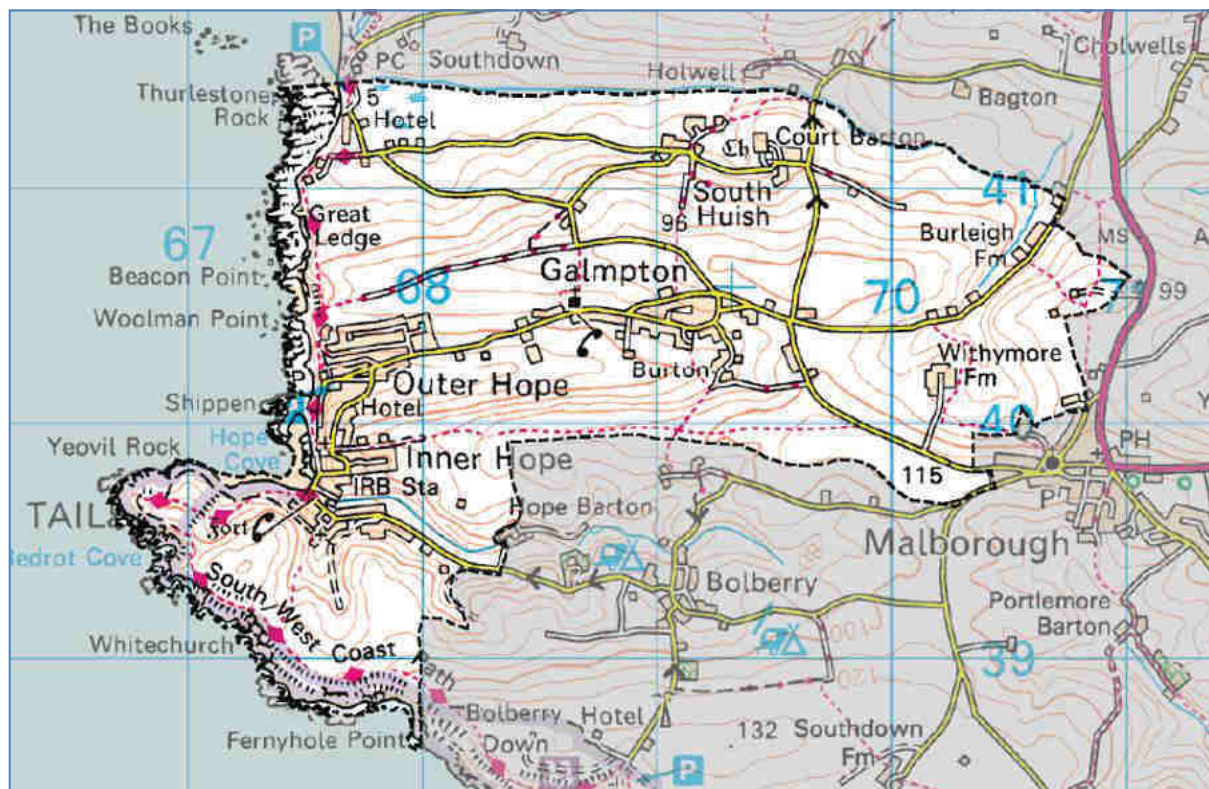 The Books
P
PC
Southdown
Cholwells
Holwell
Bagton
Thurlestone
Rock
5
Hotel
Ch
Court Barton
South
Huish
41
96
Great
Ledge
67
Burleigh
Fm
MS
Beacon Point
Galmpton
68
70
99
Woolman Point
Withymore
Fm
Burton
Outer Hope
Shippen
Hotel
40
Yeovil Rock
Hope
Cove
Inner Hope
PH
IRB Sta
115
P
TAIL
Fort
Hope Barton
Malborough
Bedrot Cove
Bolberry
South West
Coast
Path
Portlemore
Barton
Whitechurch
100
39
120
Bolberry
Down
Hotel
Fernyhole Point
132
Southdown
Fm
P